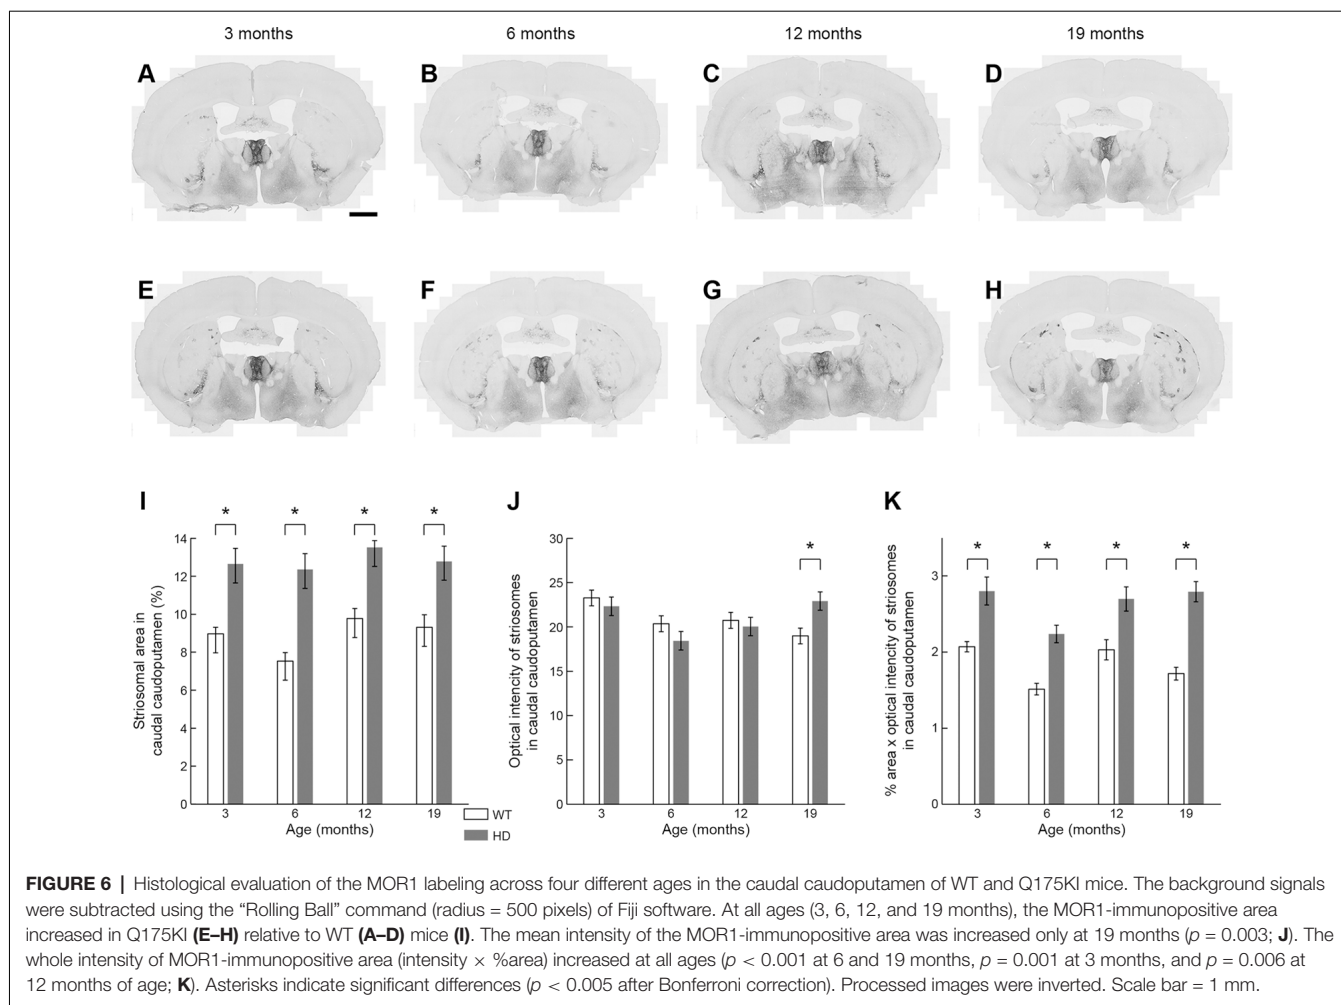 3 months
6 months
12 months
19 months
A
B
C
D
E
F
G
H
I
*
*
*
*
14
12
10
8
6
4
2
0
Striosomal area in
caudal caudoputamen (%)
3
6
12
19
Age (months)
WT
HD
J
*
30
25
20
15
10
5
0
Optical intencity of striosomes
in caudal caudoputamen
3
6
12
19
Age (months)
K
*
*
*
*
3
2
1
0
% area x optical intencity of striosomes
in caudal caudoputamen
3
6
12
19
Age (months)
FIGURE 6 | Histological evaluation of the MOR1 labeling across four different ages in the caudal caudoputamen of WT and Q175KI mice. The background signals
were subtracted using the “Rolling Ball” command (radius = 500 pixels) of Fiji software. At all ages (3, 6, 12, and 19 months), the MOR1-immunopositive area
increased in Q175KI (E–H) relative to WT (A–D) mice (I). The mean intensity of the MOR1-immunopositive area was increased only at 19 months (p = 0.003; J). The
whole intensity of MOR1-immunopositive area (intensity × %area) increased at all ages (p < 0.001 at 6 and 19 months, p = 0.001 at 3 months, and p = 0.006 at
12 months of age; K). Asterisks indicate significant differences (p < 0.005 after Bonferroni correction). Processed images were inverted. Scale bar = 1 mm.